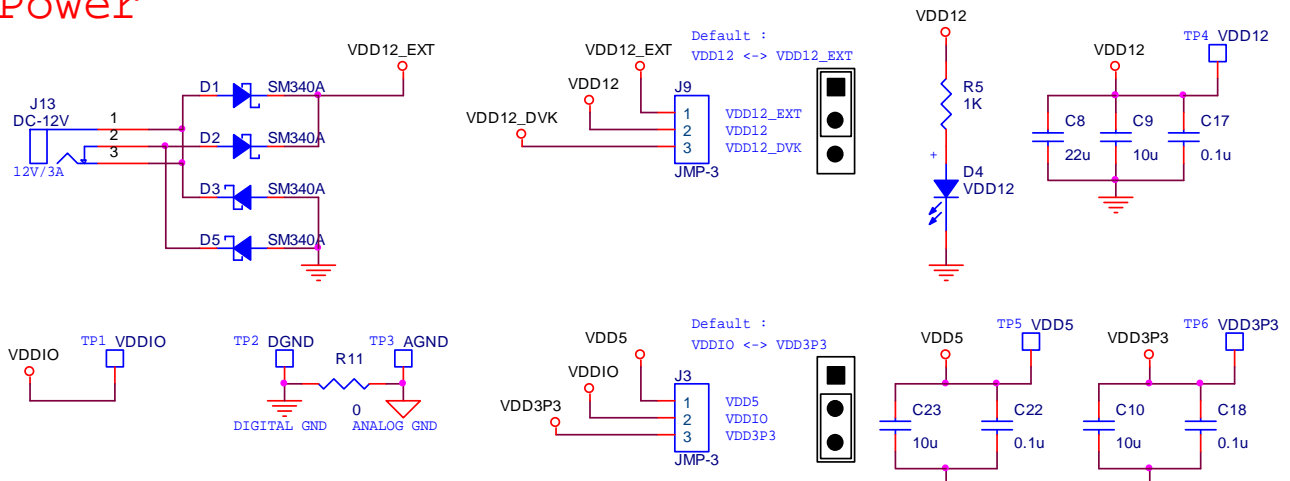 Power
J13
DC-12V
1
2
3
12V/3A
D1
SM340A
D2
SM340A
D3
SM340A
D5
SM340A
VDD12_EXT
VDD12_EXT
VDD12
VDD12_DVK
J9
1
2
3
JMP-3
VDD12_EXT
VDD12
VDD12_DVK
Default :
VDD12 <-> VDD12_EXT
VDD12
R5
1K
+
D4
VDD12
VDD12
TP4
VDD12
C8
22u
C9
10u
C17
0.1u
VDDIO
TP1
VDDIO
TP2
DGND
R11
0
TP3
AGND
DIGITAL GND
ANALOG GND
VDD5
VDDIO
VDD3P3
J3
1
2
3
JMP-3
VDD5
VDDIO
VDD3P3
Default :
VDDIO <-> VDD3P3
VDD5
TP5
VDD5
C23
10u
C22
0.1u
VDD3P3
TP6
VDD3P3
C10
10u
C18
0.1u